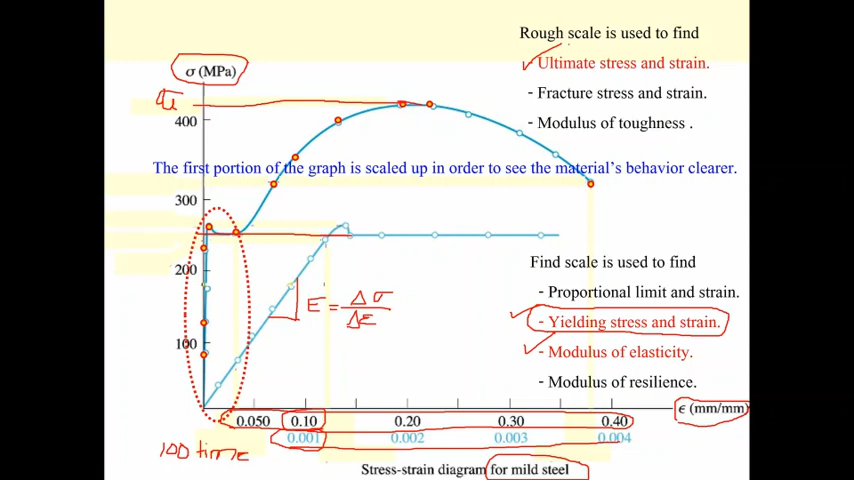 Rough scale is used to find
σ (MPa)
- Ultimate stress and strain.
- Fracture stress and strain.
400
- Modulus of toughness .
The first portion of the graph is scaled up in order to see the material's behavior clearer.
300
200
100
Find scale is used to find
- Proportional limit and strain.
- Yielding stress and strain.
- Modulus of elasticity.
- Modulus of resilience.
E = Δσ
ΔE
0.050 0.10 0.20 0.30 0.40
ϵ (mm/mm)
0.001 0.002 0.003 0.004
100 time
Stress-strain diagram for mild steel